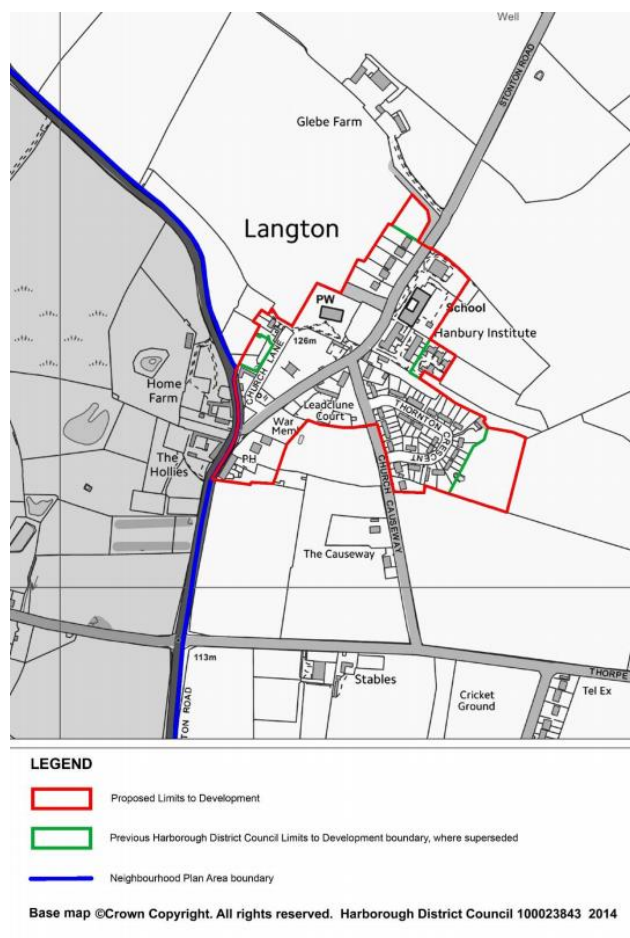 Well
STONTON ROAD
Glebe Farm
Langton
PW
School
Hanbury Institute
126m
CHURCH LANE
Home
Farm
Leadclune
Court
War
Meml
HORNTON CRESCENT
The
Hollies
PH
CHURCH CAUSEWAY
The Causeway
113m
TON ROAD
Stables
THORPE
Cricket
Ground
Tel Ex
LEGEND
Proposed Limits to Development
Previous Harborough District Council Limits to Development boundary, where superseded
Neighbourhood Plan Area boundary
Base map ©Crown Copyright. All rights reserved. Harborough District Council 100023843 2014